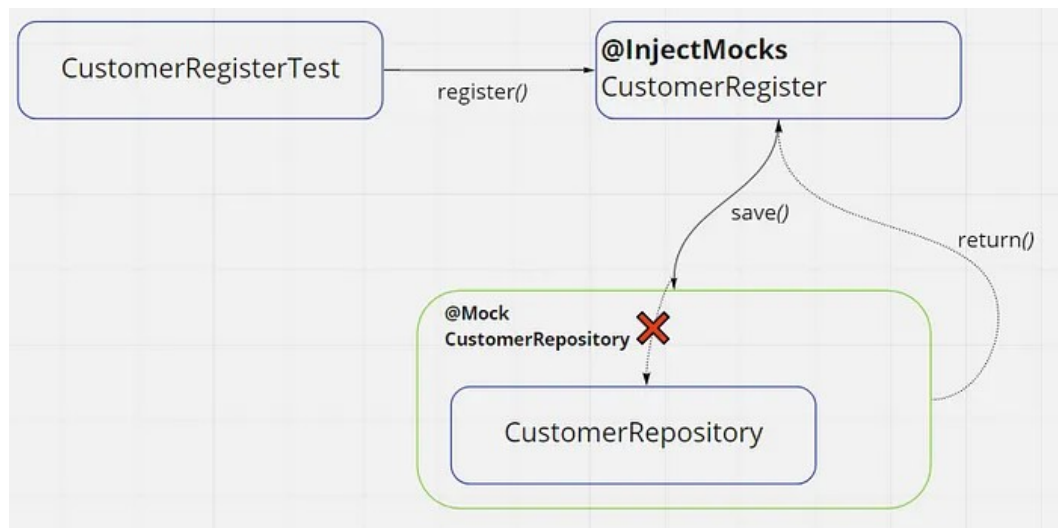 CustomerRegisterTest
register()
@InjectMocks
CustomerRegister
save()
return()
@Mock
CustomerRepository
CustomerRepository